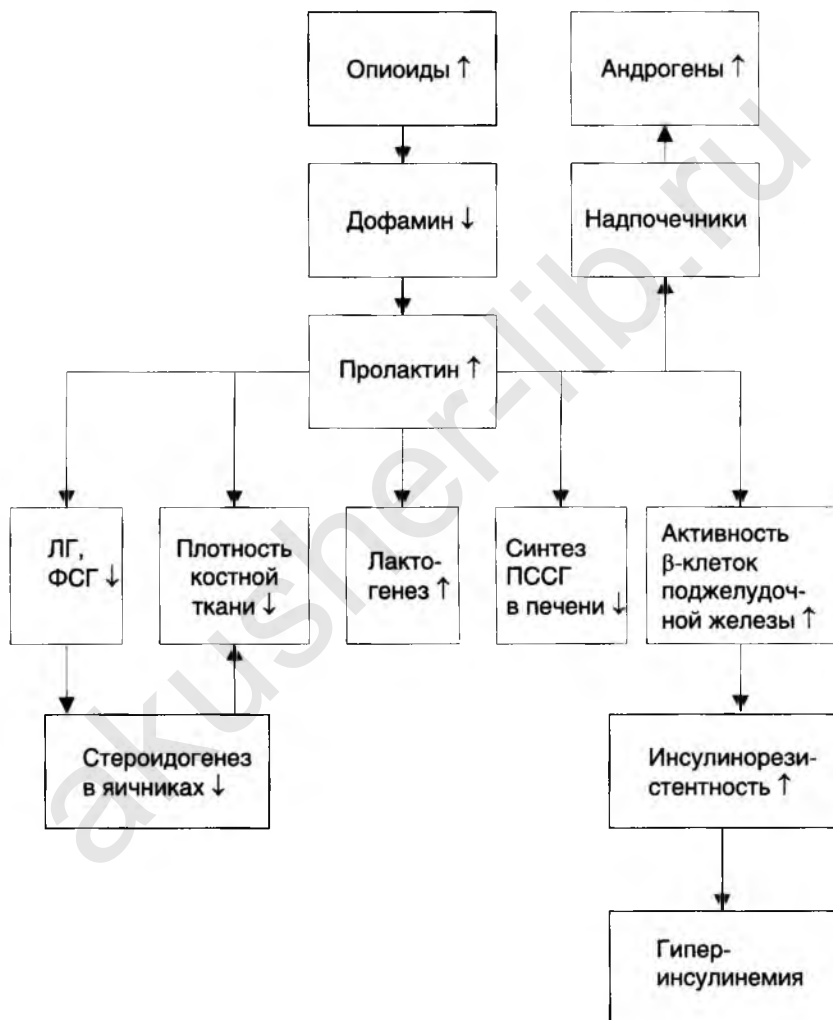 Опиоиды ↑
Андрогены ↑
Дофамин ↓
Надпочечники
Пролактин ↑
ЛГ,
ФСГ ↓
Плотность
костной
ткани ↓
Лакто-
генез ↑
Синтез
ПССГ
в печени ↓
Активность
β-клеток
поджелудоч-
ной железы ↑
Стероидогенез
в яичниках ↓
Инсулинорези-
стентность ↑
Гипер-
инсулинемия
akusher-lib.ru